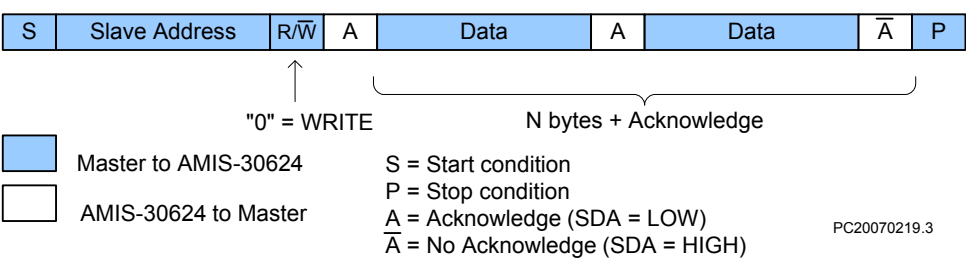 S Slave Address R/W̅ A Data A Data A̅ P
"0" = WRITE
N bytes + Acknowledge
Master to AMIS-30624
AMIS-30624 to Master
S = Start condition
P = Stop condition
A = Acknowledge (SDA = LOW)
A̅ = No Acknowledge (SDA = HIGH)
PC20070219.3